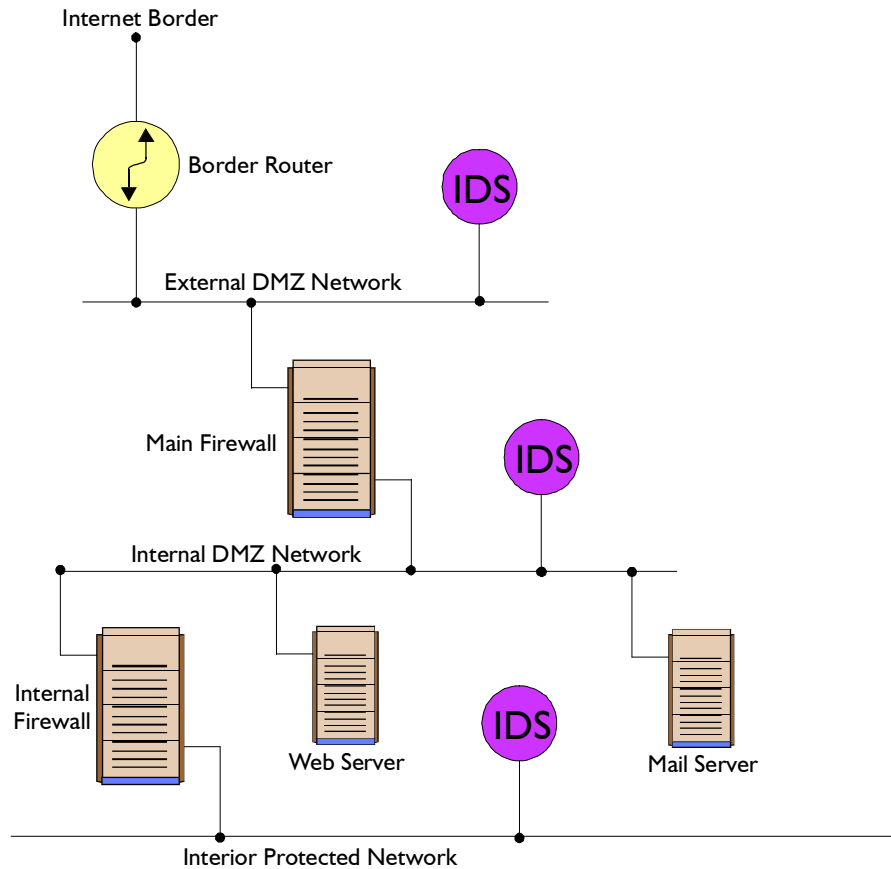 Internet Border
Border Router
IDS
External DMZ Network
Main Firewall
IDS
Internal DMZ Network
Internal
Firewall
Web Server
IDS
Mail Server
Interior Protected Network